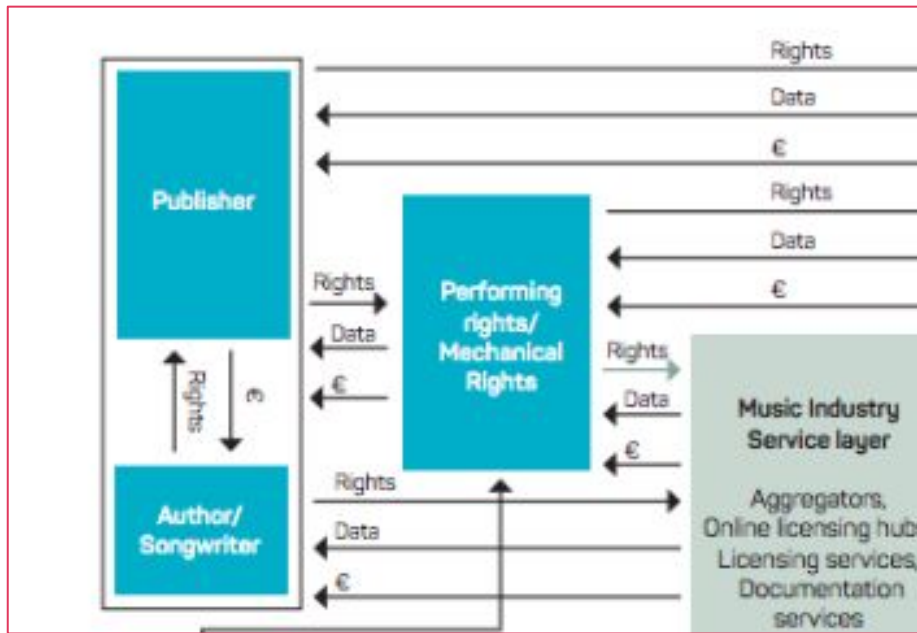 Rights
Data
€
Publisher
Rights
Data
€
Rights
Data
€
Performing
rights/
Mechanical
Rights
Rights
€
Rights
Data
€
Music Industry
Service layer
Aggregators,
Online licensing hub
Licensing services,
Documentation
services
Author/
Songwriter
Rights
Data
€